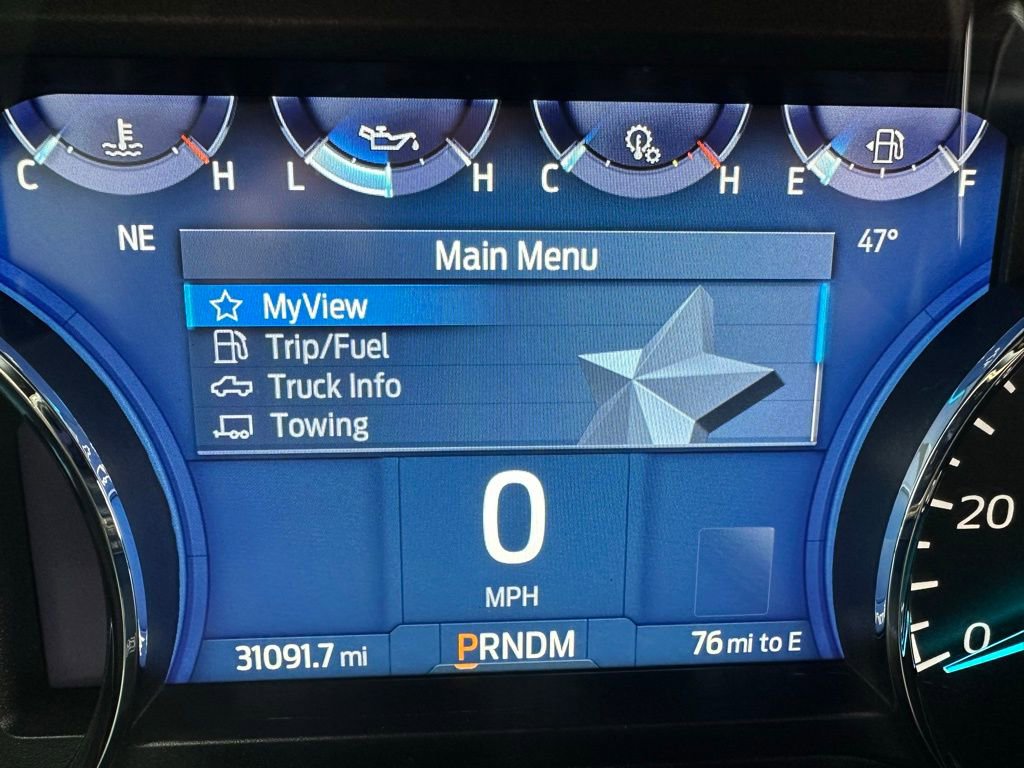 C H L H C H E F
NE 47°
Main Menu
MyView
Trip/Fuel
Truck Info
Towing
0
MPH
31091.7 mi PRNDM 76 mi to E
20
0